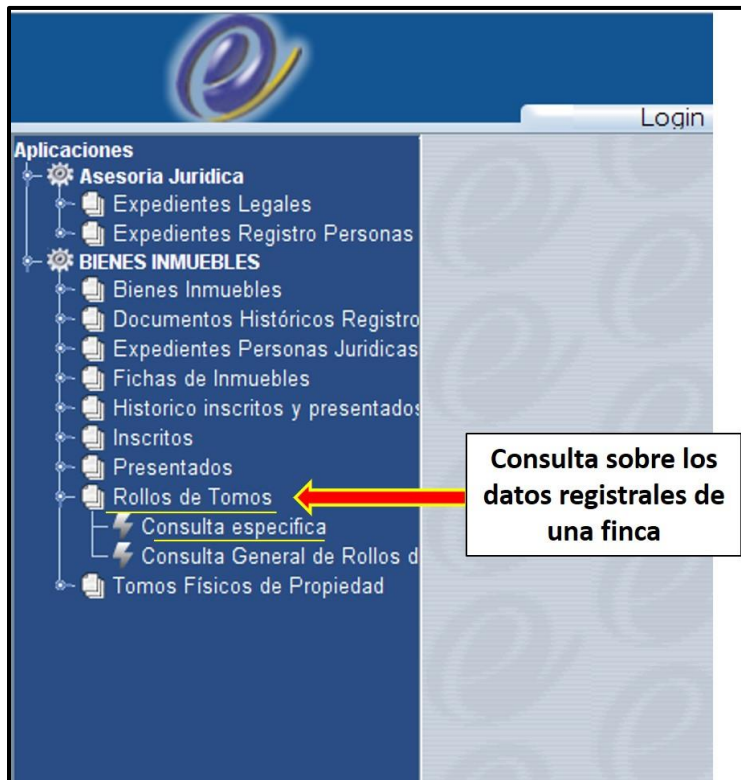 Login
Aplicaciones
Asesoria Juridica
Expedientes Legales
Expedientes Registro Personas
BIENES INMUEBLES
Bienes Inmuebles
Documentos Históricos Registro
Expedientes Personas Juridicas
Fichas de Inmuebles
Historico inscritos y presentados
Inscritos
Presentados
Rollos de Tomos
Consulta especifica
Consulta General de Rollos d
Tomos Físicos de Propiedad
Consulta sobre los
datos registrales de
una finca